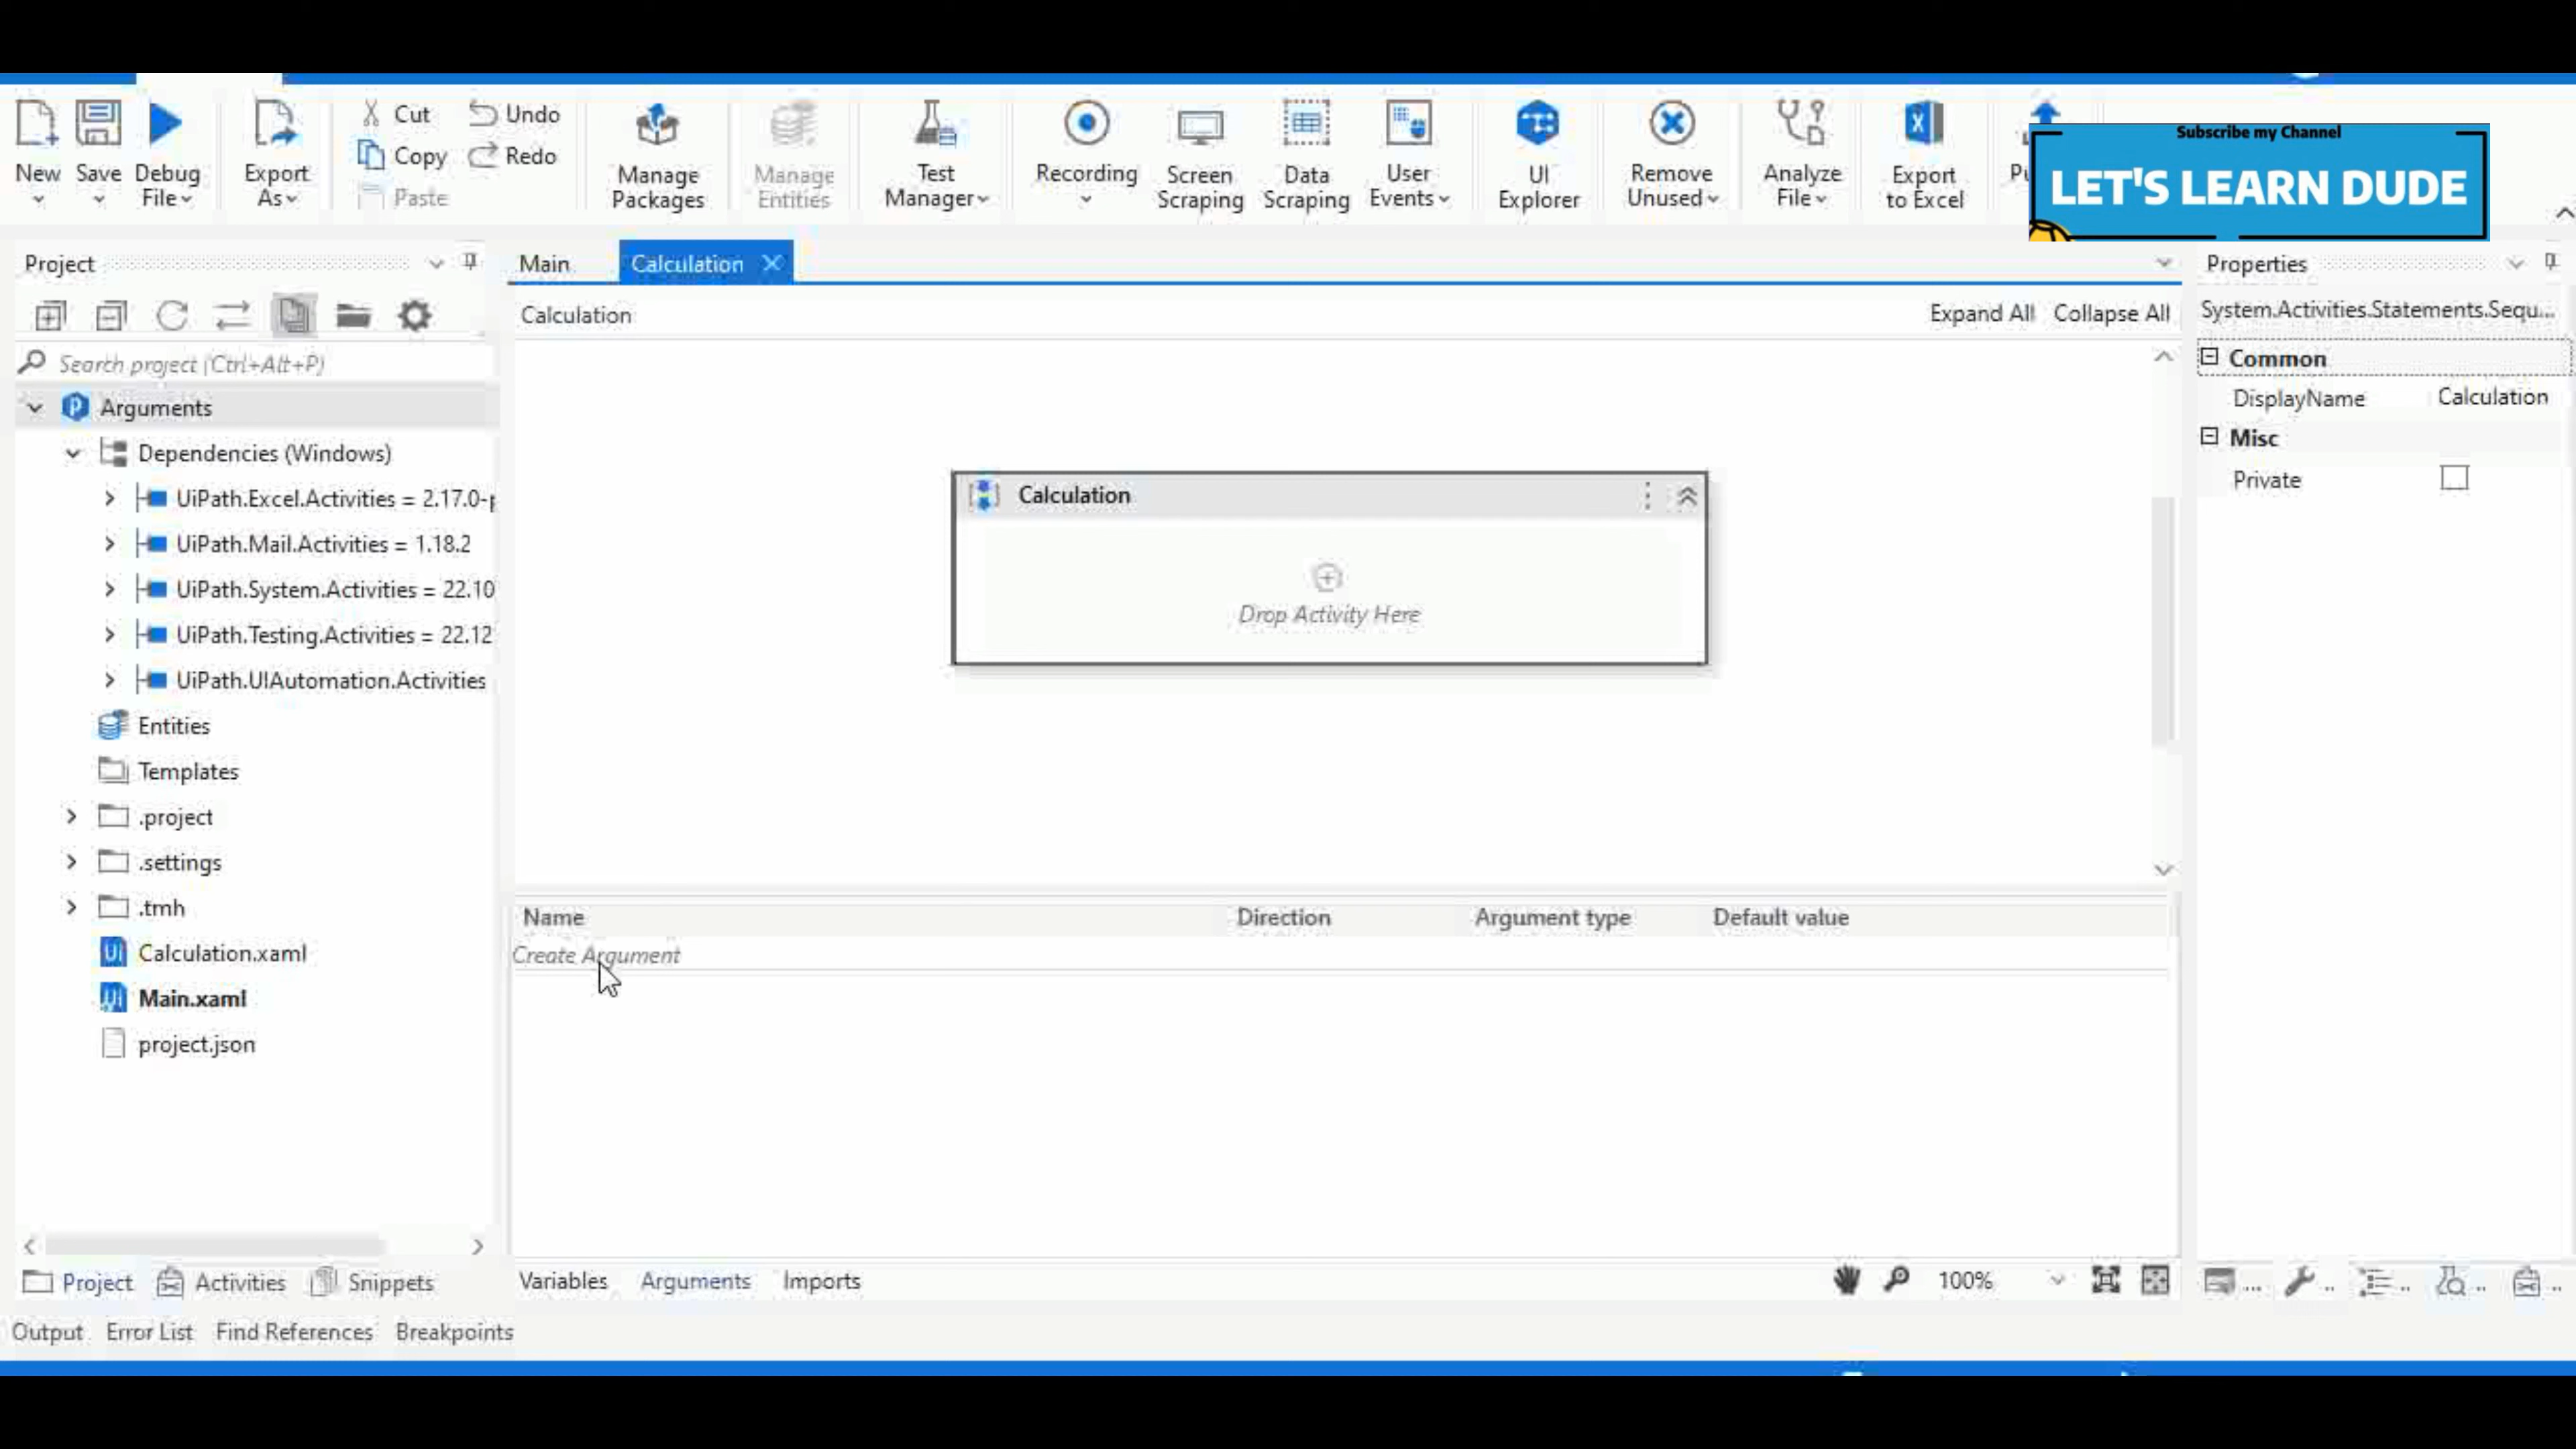 New
Save
Debug
File
Export
As
Cut
Copy
Paste
Undo
Redo
Manage
Packages
Manage
Entities
Test
Manager
Recording
Screen
Scraping
Data
Scraping
User
Events
UI
Explorer
Remove
Unused
Analyze
File
Export
to Excel
Subscribe my Channel
LET'S LEARN DUDE
Project
Search project (Ctrl+Alt+P)
Arguments
Dependencies (Windows)
UiPath.Excel.Activities = 2.17.0-p
UiPath.Mail.Activities = 1.18.2
UiPath.System.Activities = 22.10
UiPath.Testing.Activities = 22.12
UiPath.UIAutomation.Activities
Entities
Templates
.project
.settings
.tmh
Calculation.xaml
Main.xaml
project.json
Project
Activities
Snippets
Main
Calculation
Calculation
Expand All
Collapse All
Calculation
Drop Activity Here
Name
Direction
Argument type
Default value
Create Argument
Variables
Arguments
Imports
100%
Properties
System.Activities.Statements.Sequ...
Common
DisplayName
Calculation
Misc
Private
Output
Error List
Find References
Breakpoints